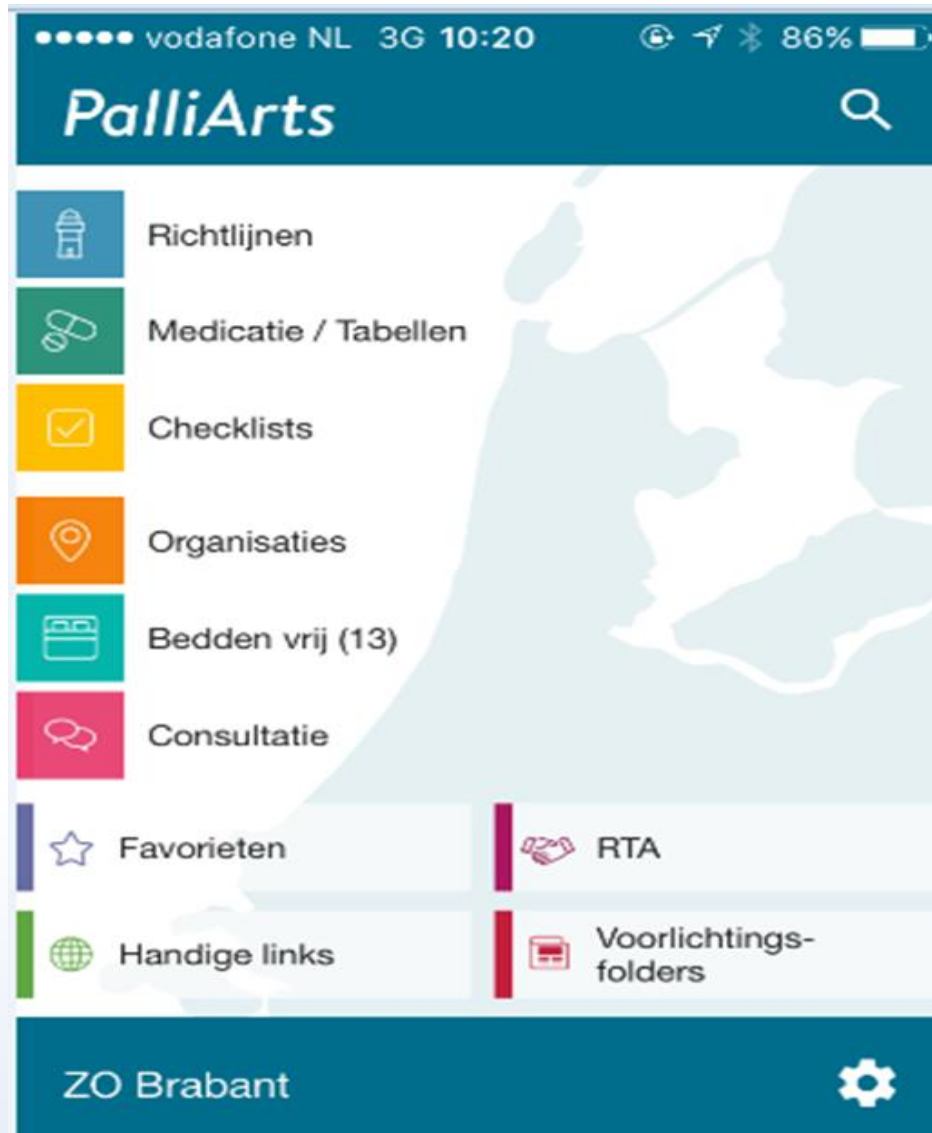 vodafone NL 3G 10:20 86%
PalliArts
Richtlijnen
Medicatie / Tabellen
Checklists
Organisaties
Bedden vrij (13)
Consultatie
Favorieten
RTA
Handige links
Voorlichtings-
folders
ZO Brabant